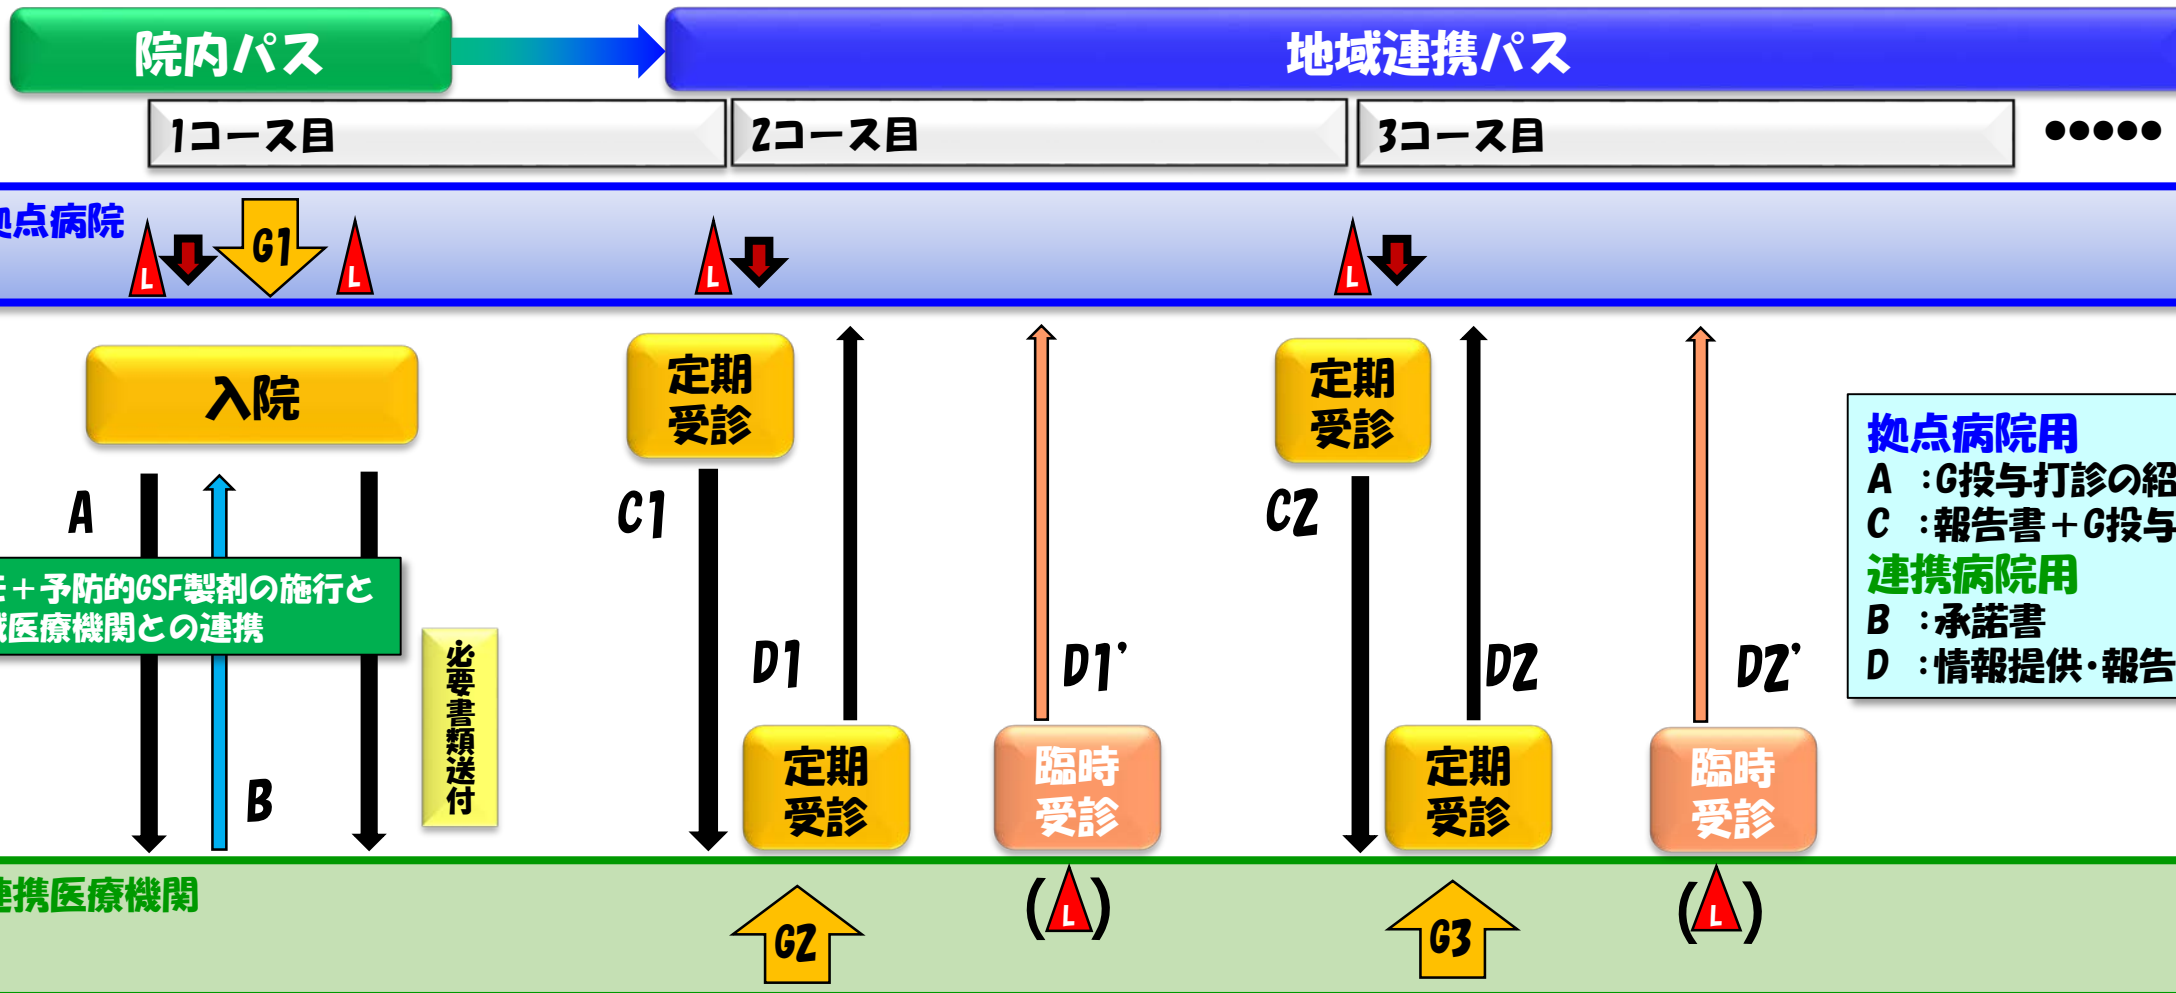 院内パス
地域連携パス
1コース目
2コース目
3コース目
●●●●●
点病院
L
G1
L
L
L
入院
定期
受診
定期
受診
A
C1
C2
拠点病院用
A :G投与打診の紹
C :報告書+G投与
連携病院用
B :承諾書
D :情報提供・報告
+予防的GSF製剤の施行と
医療機関との連携
必要書類送付
B
D1
D1'
D2
D2'
定期
受診
臨時
受診
定期
受診
臨時
受診
携医療機関
G2
(L)
G3
(L)